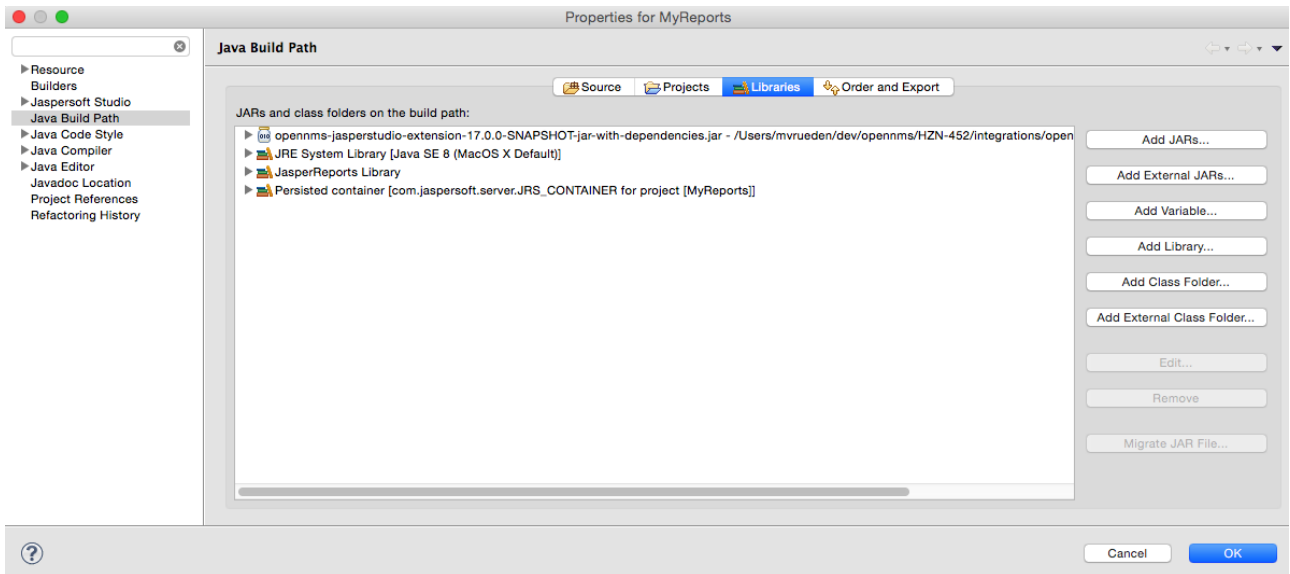 Properties for MyReports
Resource
Builders
Jaspersoft Studio
Java Build Path
Java Code Style
Java Compiler
Java Editor
Javadoc Location
Project References
Refactoring History
Java Build Path
Source
Projects
Libraries
Order and Export
JARs and class folders on the build path:
opennms-jasperstudio-extension-17.0.0-SNAPSHOT-jar-with-dependencies.jar - /Users/mvrueden/dev/opennms/HZN-452/integrations/open
JRE System Library [Java SE 8 (MacOS X Default)]
JasperReports Library
Persisted container [com.jaspersoft.server.JRS_CONTAINER for project [MyReports]]
Add JARs...
Add External JARs...
Add Variable...
Add Library...
Add Class Folder...
Add External Class Folder...
Edit...
Remove
Migrate JAR File...
?
Cancel
OK